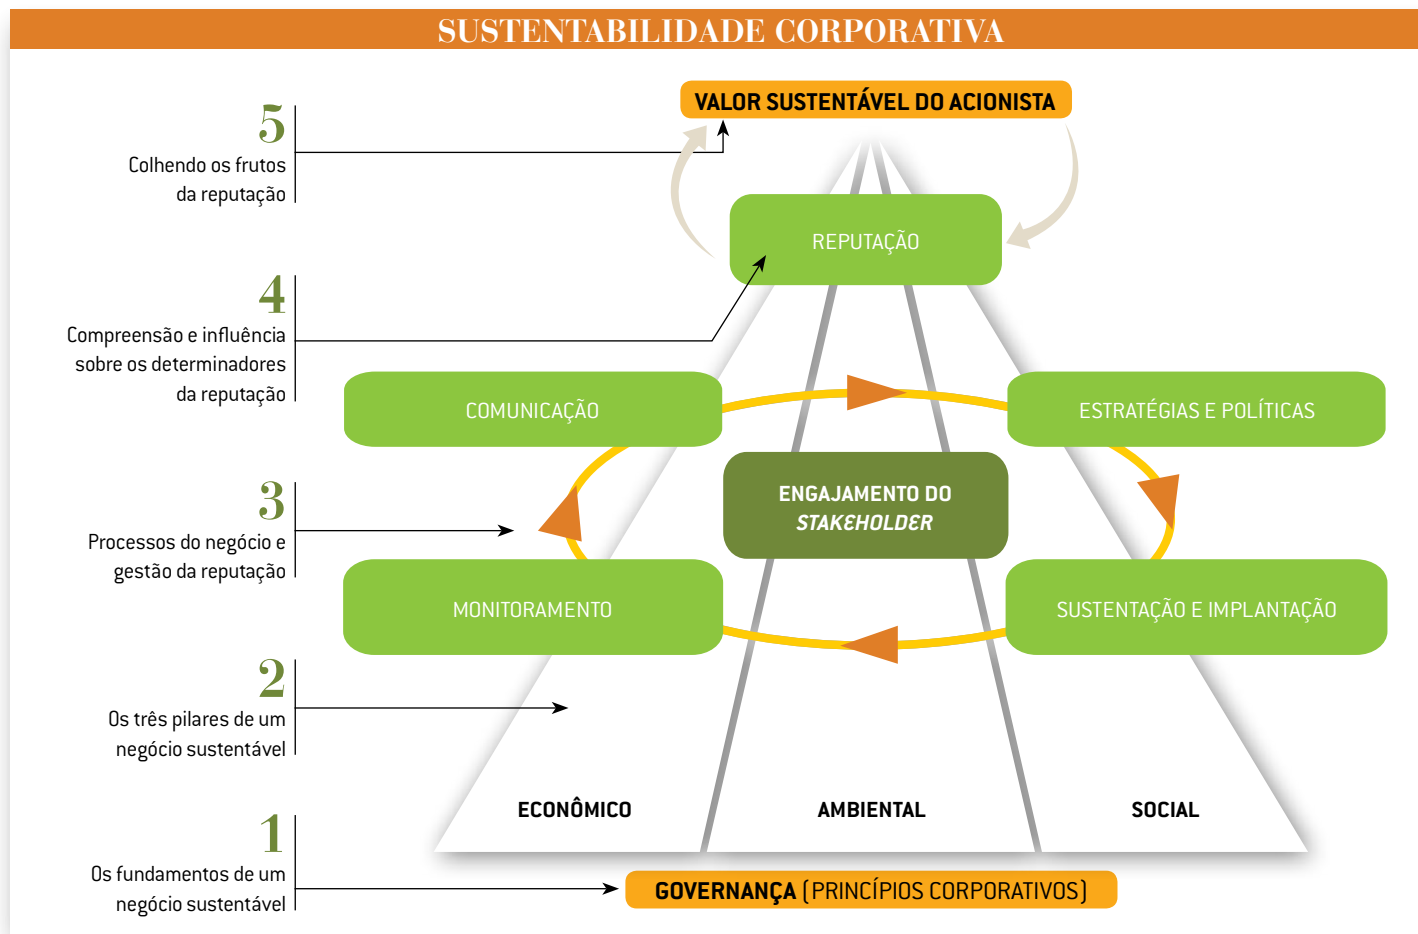 SUSTENTABILIDADE CORPORATIVA
VALOR SUSTENTÁVEL DO ACIONISTA
5
Colhendo os frutos
da reputação
REPUTAÇÃO
4
Compreensão e influência
sobre os determinadores
da reputação
COMUNICAÇÃO
ESTRATÉGIAS E POLÍTICAS
ENGAJAMENTO DO
STAKEHOLDER
3
Processos do negócio e
gestão da reputação
MONITORAMENTO
SUSTENTAÇÃO E IMPLANTAÇÃO
2
Os três pilares de um
negócio sustentável
ECONÔMICO
AMBIENTAL
SOCIAL
1
Os fundamentos de um
negócio sustentável
GOVERNANÇA (PRINCÍPIOS CORPORATIVOS)